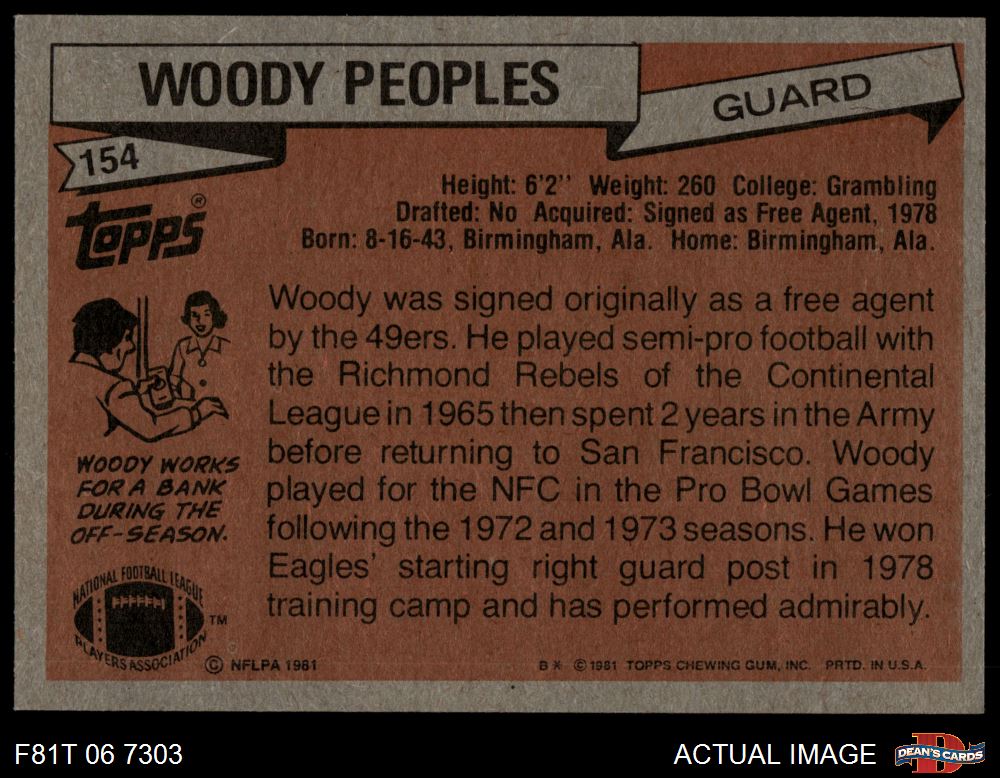 WOODY PEOPLES
GUARD
154
topps®
Height: 6'2'' Weight: 260 College: Grambling
Drafted: No Acquired: Signed as Free Agent, 1978
Born: 8-16-43, Birmingham, Ala. Home: Birmingham, Ala.
Woody was signed originally as a free agent
by the 49ers. He played semi-pro football with
the Richmond Rebels of the Continental
League in 1965 then spent 2 years in the Army
before returning to San Francisco. Woody
played for the NFC in the Pro Bowl Games
following the 1972 and 1973 seasons. He won
Eagles' starting right guard post in 1978
training camp and has performed admirably.
WOODY WORKS
FOR A BANK
DURING THE
OFF-SEASON.
NATIONAL FOOTBALL LEAGUE
PLAYERS ASSOCIATION
TM
© NFLPA 1981
B* © 1981 TOPPS CHEWING GUM, INC. PRTD. IN U.S.A.
F81T 06 7303
ACTUAL IMAGE
DEAN'S CARDS